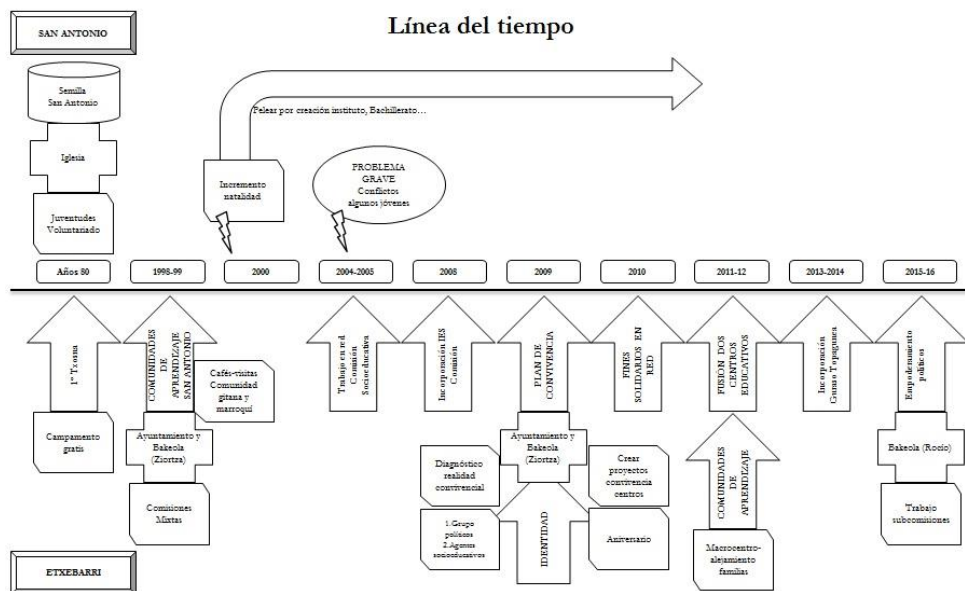 Línea del tiempo
SAN ANTONIO
Semilla
San Antonio
Iglesia
Juventudes
Voluntariado
Pelear por creación instituto, Bachillerato...
Incremento
natalidad
PROBLEMA
GRAVE
Conflictos
algunos jóvenes
Años 80
1998-99
2000
2004-2005
2008
2009
2010
2011-12
2013-2014
2015-16
1ª Txosna
Campamento
gratis
COMUNIDADES
DE
APRENDIZAJE
SAN ANTONIO
Cafés-visitas
Comunidad
gitana y
marroquí
Ayuntamiento y
Bakeola
(Ziortza)
Comisiones
Mixtas
Trabajo en red
Comisión
Socioeducativa
Incorporación IES
Comisión
PLAN DE
CONVIVENCIA
Ayuntamiento y
Bakeola
(Ziortza)
Diagnóstico
realidad
convivencial
Crear
proyectos
convivencia
centros
1.Grupo
políticos
2.Agentes
socioeducativos
IDENTIDAD
Aniversario
FINES
SOLIDARIOS EN
RED
FUSION DOS
CENTROS
EDUCATIVOS
COMUNIDADES
DE
APRENDIZAJE
Macrocentro-
alejamiento
familias
Incorporación
Guraso Topagunea
Empoderamiento
políticos
Bakeola (Rocío)
Trabajo
subcomisiones
ETXEBARRI